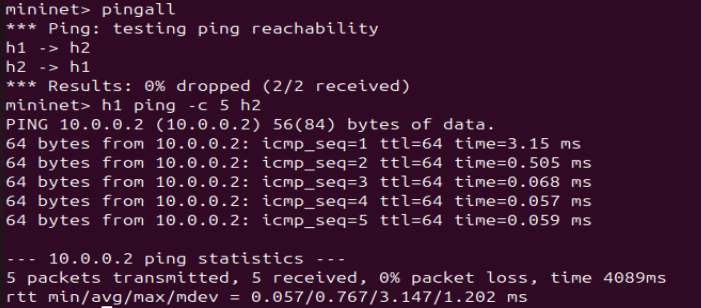 mininet> pingall
*** Ping: testing ping reachability
h1 -> h2
h2 -> h1
*** Results: 0% dropped (2/2 received)
mininet> h1 ping -c 5 h2
PING 10.0.0.2 (10.0.0.2) 56(84) bytes of data.
64 bytes from 10.0.0.2: icmp_seq=1 ttl=64 time=3.15 ms
64 bytes from 10.0.0.2: icmp_seq=2 ttl=64 time=0.505 ms
64 bytes from 10.0.0.2: icmp_seq=3 ttl=64 time=0.068 ms
64 bytes from 10.0.0.2: icmp_seq=4 ttl=64 time=0.057 ms
64 bytes from 10.0.0.2: icmp_seq=5 ttl=64 time=0.059 ms

--- 10.0.0.2 ping statistics ---
5 packets transmitted, 5 received, 0% packet loss, time 4089ms
rtt min/avg/max/mdev = 0.057/0.767/3.147/1.202 ms